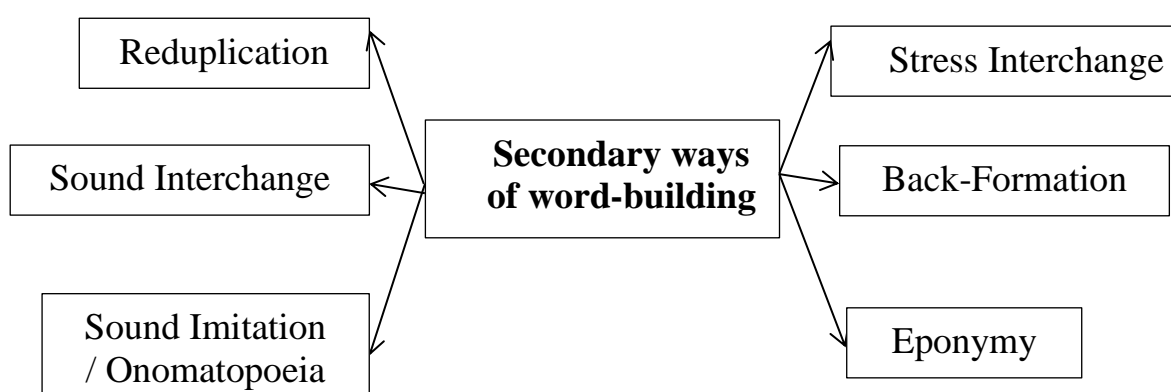 Reduplication
Stress Interchange
Secondary ways
of word-building
Sound Interchange
Back-Formation
Sound Imitation
/ Onomatopoeia
Eponymy